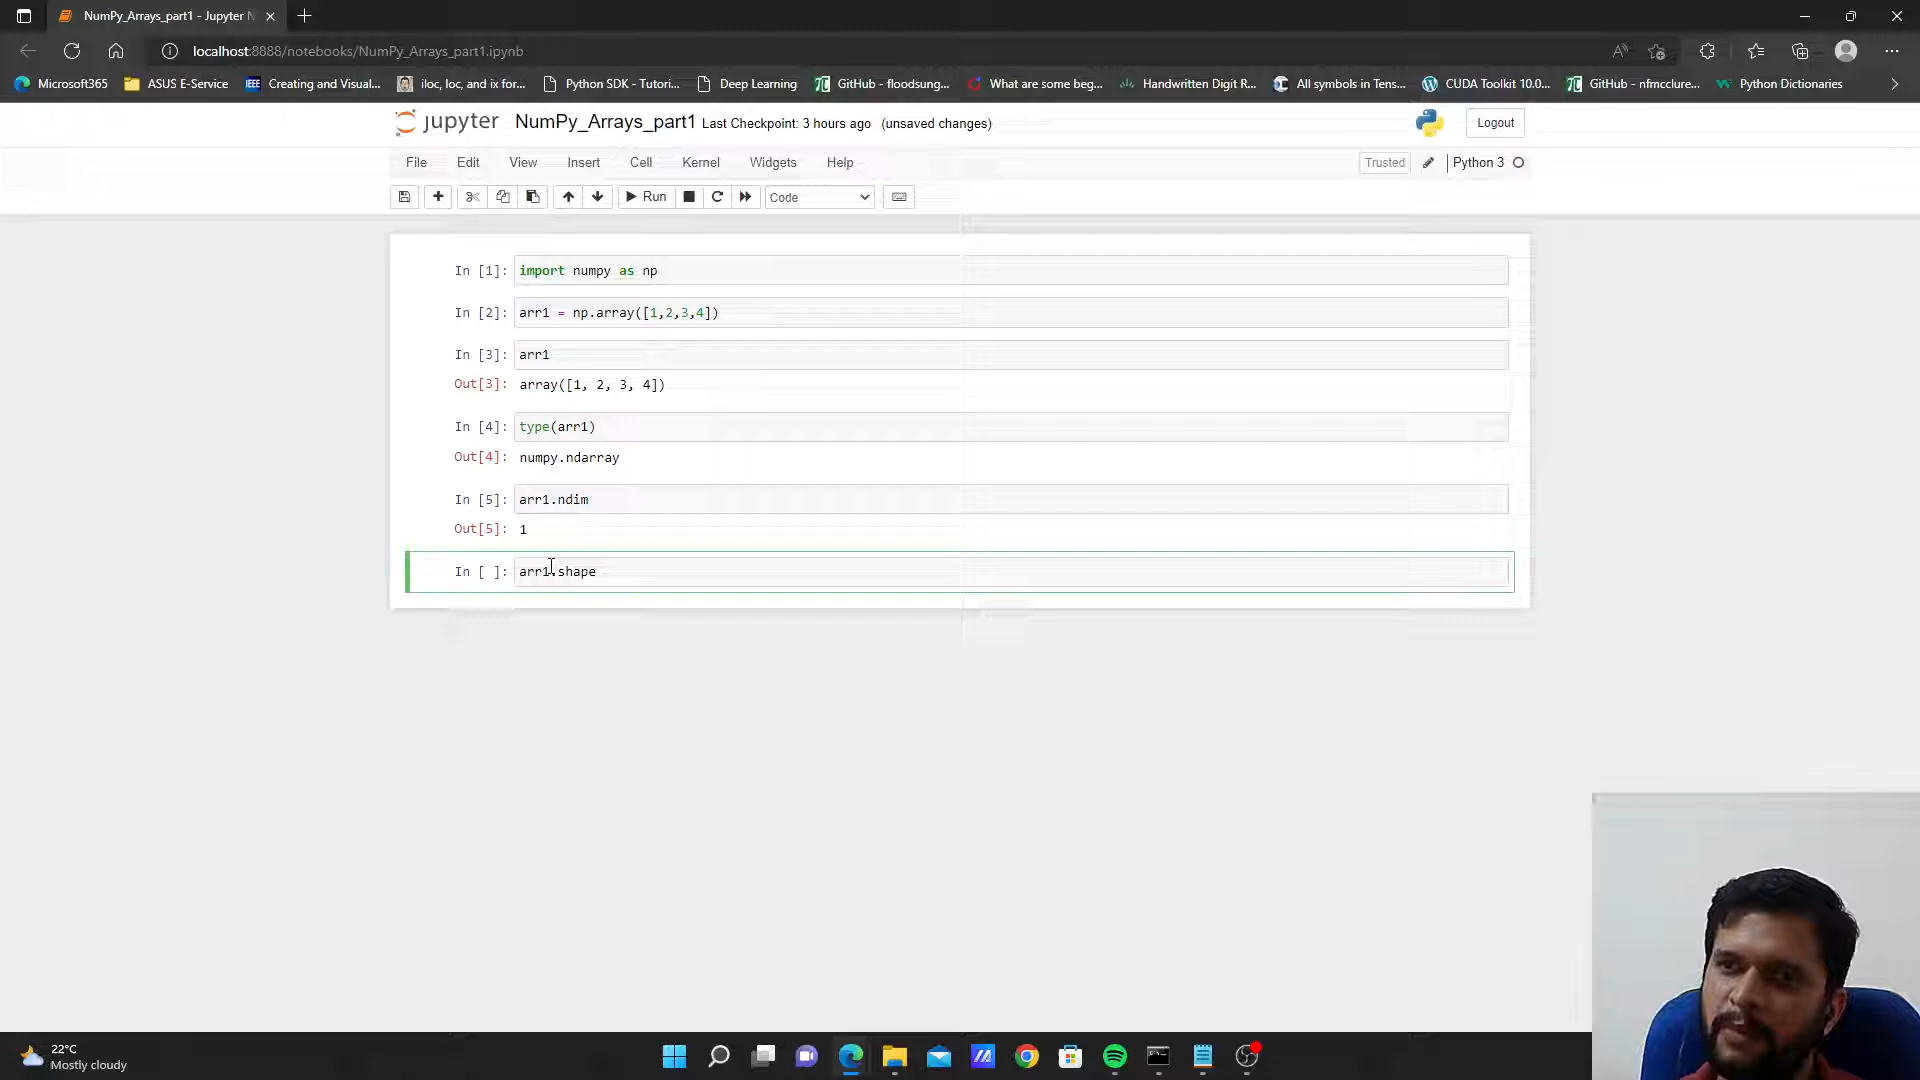 NumPy_Arrays_part1 - Jupyter N
localhost:8888/notebooks/NumPy_Arrays_part1.ipynb
Microsoft365
ASUS E-Service
IEEE Creating and Visual...
iloc, loc, and ix for...
Python SDK - Tutori...
Deep Learning
GitHub - floodsung...
What are some beg...
Handwritten Digit R...
All symbols in Tens...
CUDA Toolkit 10.0...
GitHub - nfmcclure...
Python Dictionaries
jupyter NumPy_Arrays_part1 Last Checkpoint: 3 hours ago (unsaved changes)
Logout
File Edit View Insert Cell Kernel Widgets Help
Trusted Python 3
Run Code
In [1]: import numpy as np
In [2]: arr1 = np.array([1,2,3,4])
In [3]: arr1
Out[3]: array([1, 2, 3, 4])
In [4]: type(arr1)
Out[4]: numpy.ndarray
In [5]: arr1.ndim
Out[5]: 1
In [ ]: arr1.shape
22°C
Mostly cloudy